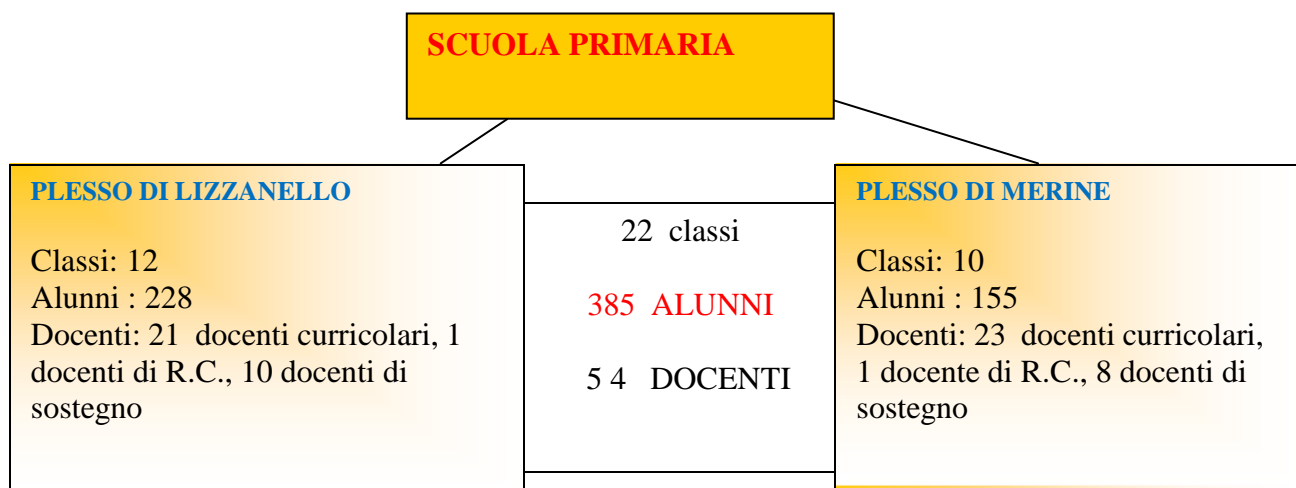 SCUOLA PRIMARIA
PLESSO DI LIZZANELLO
Classi: 12
Alunni : 228
Docenti: 21 docenti curricolari, 1
docenti di R.C., 10 docenti di
sostegno
22 classi
385 ALUNNI
5 4 DOCENTI
PLESSO DI MERINE
Classi: 10
Alunni : 155
Docenti: 23 docenti curricolari,
1 docente di R.C., 8 docenti di
sostegno